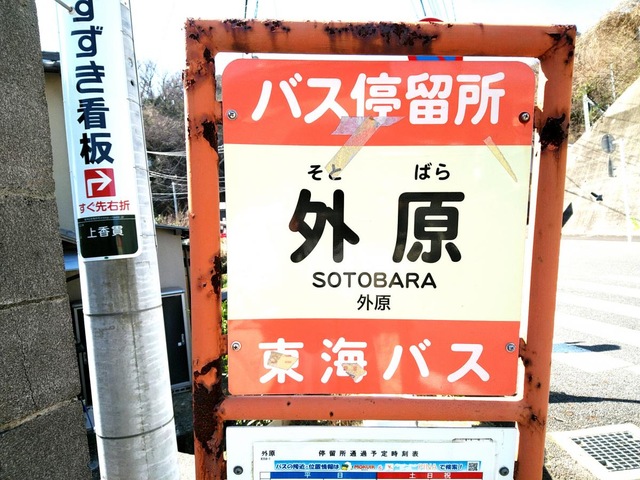 すずき看板
すぐ先右折
上香貫
バス停留所
そと ばら
外原
SOTOBARA
外原
東海バス
外原
停留所通過予定時刻表
バスの接近・位置情報は
で検索!
平日
土日祝